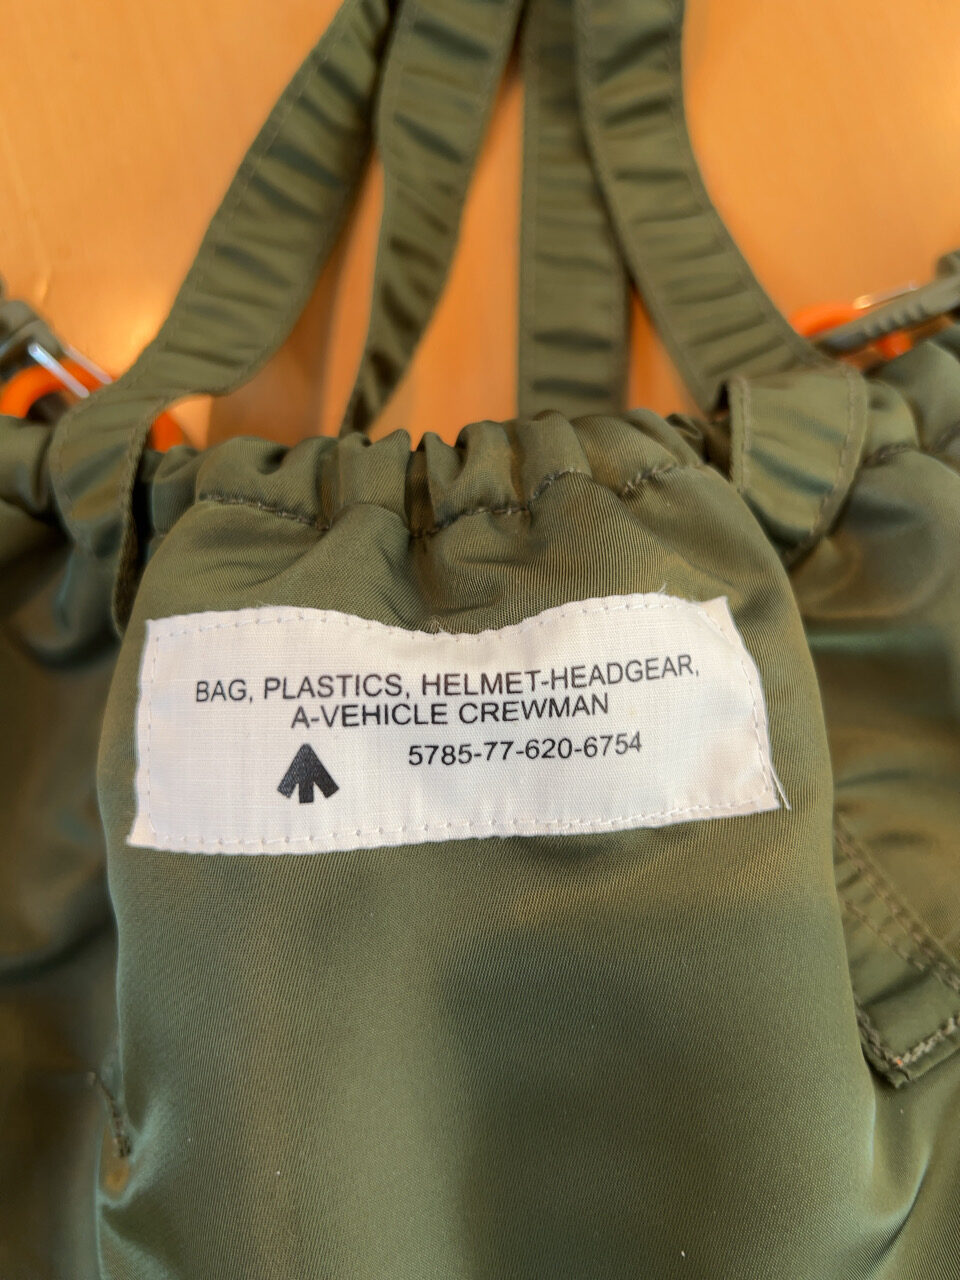 BAG, PLASTICS, HELMET-HEADGEAR,
A-VEHICLE CREWMAN
5785-77-620-6754